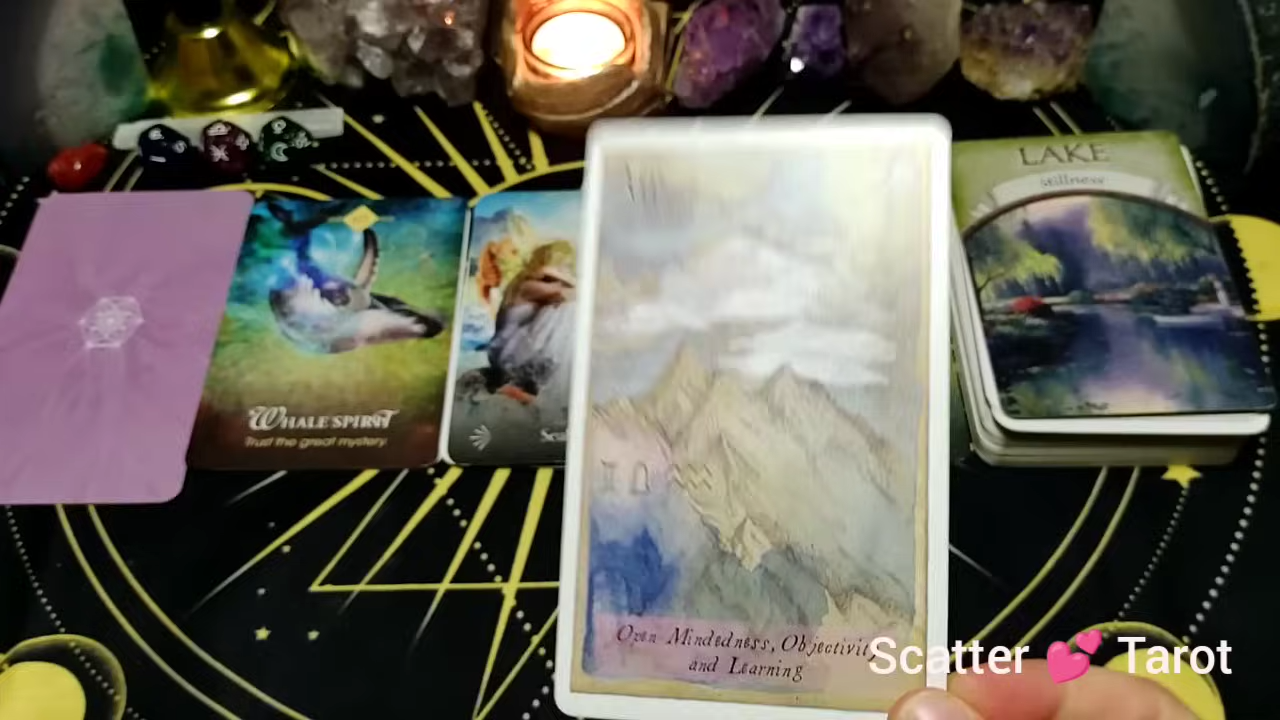 LAKE
stillness
WHALE SPIRIT
Trust the great mystery.
Open Mindedness, Objectivit
and Learning
Scatter 💕 Tarot